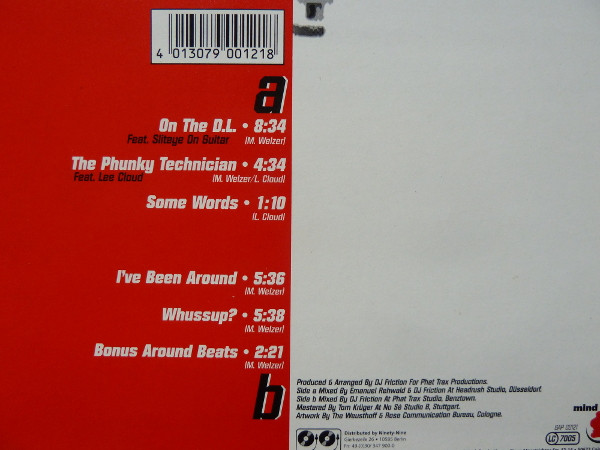 4 013079 001218
a
On The D.L. • 8:34
Feat. Sliteye On Guitar (M. Welzer)
The Phunky Technician • 4:34
Feat. Lee Cloud (M. Welzer/L. Cloud)
Some Words • 1:10
(L. Cloud)
I've Been Around • 5:36
(M. Welzer)
Whussup? • 5:38
(M. Welzer)
Bonus Around Beats • 2:21
(M. Welzer)
b
Produced & Arranged By DJ Friction For Phat Trax Productions.
Side a Mixed By Emanuel Rehwald & DJ Friction At Headrush Studio, Düsseldorf.
Side b Mixed By DJ Friction At Phat Trax Studio, Benztown.
Mastered By Tom Krüger At No Sé Studio 8, Stuttgart.
Artwork By The Weusthoff & Rose Communication Bureau, Cologne.
mind
LC 7005
Distributed by Ninety-Nine